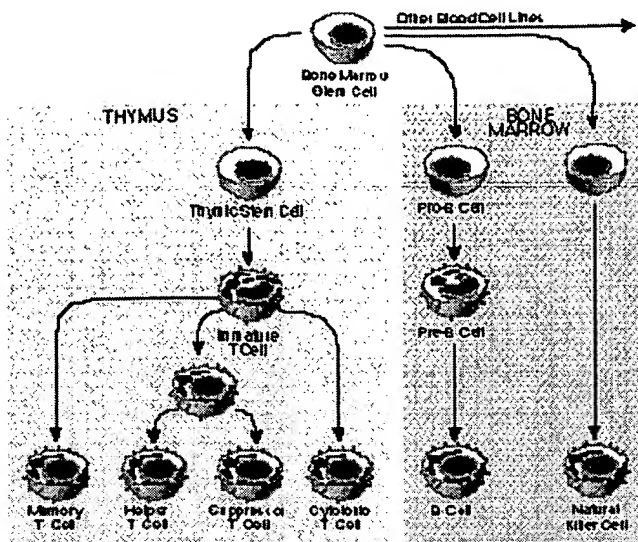 Other Blood Cell Lines
Bone Marrow
Stem Cell
THYMUS
BONE
MARROW
Thymic Stem Cell
Pro-B Cell
Immature
T Cell
Pre-B Cell
Memory
T Cell
Helper
T Cell
Suppressor
T Cell
Cytotoxic
T Cell
B Cell
Natural
Killer Cell